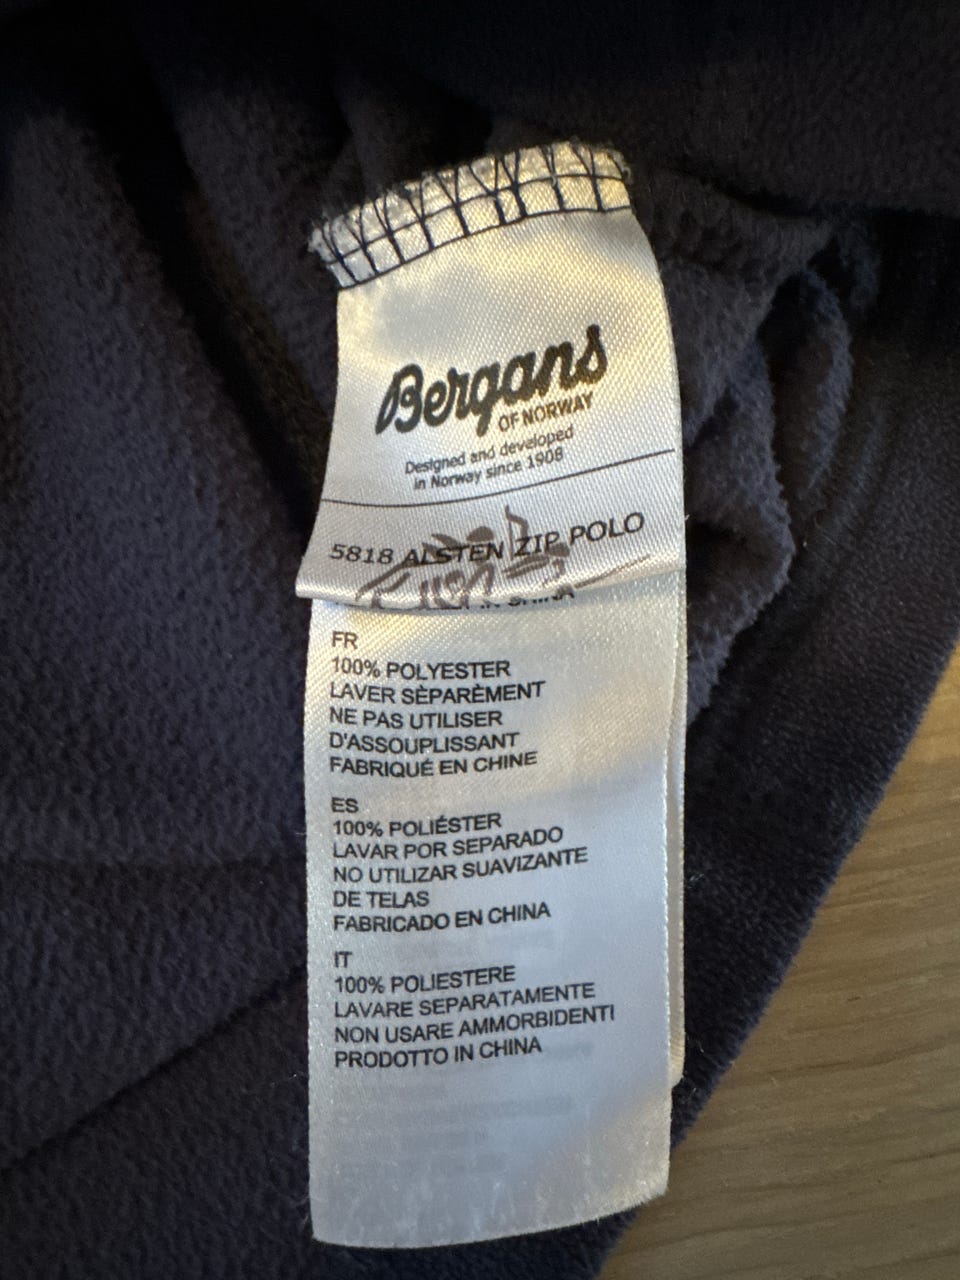 Bergans
OF NORWAY
Designed and developed
in Norway since 1908
5818 ALSTEN ZIP POLO
IN CHINA
FR
100% POLYESTER
LAVER SÈPARÈMENT
NE PAS UTILISER
D'ASSOUPLISSANT
FABRIQUÉ EN CHINE
ES
100% POLIÉSTER
LAVAR POR SEPARADO
NO UTILIZAR SUAVIZANTE
DE TELAS
FABRICADO EN CHINA
IT
100% POLIESTERE
LAVARE SEPARATAMENTE
NON USARE AMMORBIDENTI
PRODOTTO IN CHINA